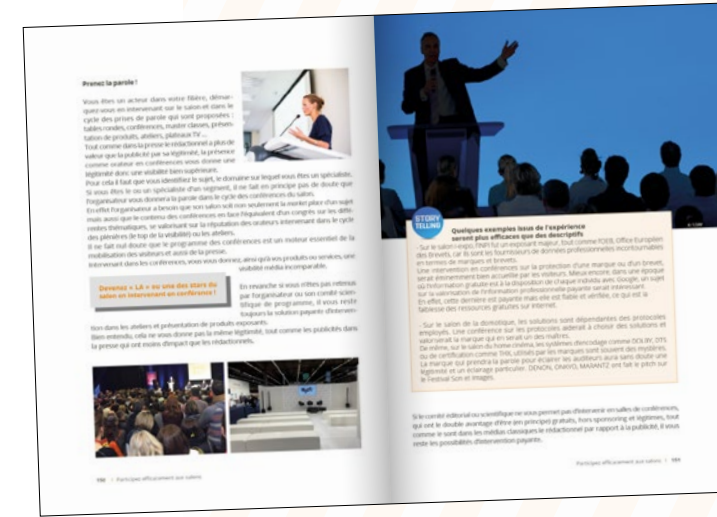 Prenez la parole !
Vous êtes un acteur dans votre filière, démar-
quez-vous en intervenant sur le salon et dans le
cycle des prises de parole qui sont proposées :
tables rondes, conférences, master classes, présen-
tation de produits, ateliers, plateaux TV ...
Tout comme dans la presse le rédactionnel a plus de
valeur que la publicité par sa légitimité, la présence
comme orateur en conférences vous donne une
légitimité donc une visibilité bien supérieure.
Pour cela il faut que vous identifiez le sujet, le domaine sur lequel vous êtes un spécialiste.
Si vous êtes le ou un spécialiste d'un segment, il ne fait en principe pas de doute que
l'organisateur vous donnera la parole dans le cycle des conférences du salon.
En effet l'organisateur a besoin que son salon soit non seulement la market place d'un sujet
mais aussi que le contenu des conférences en face l'équivalent d'un congrès sur les diffé-
rentes thématiques, se valorisant sur la réputation des orateurs intervenant dans le cycle
des plénières (le top de la visibilité) ou les ateliers.
Il ne fait nul doute que le programme des conférences est un moteur essentiel de la
mobilisation des visiteurs et aussi de la presse.
Intervenant dans les conférences, vous vous donnez, ainsi qu'à vos produits ou services, une
visibilité média incomparable.
Devenez « LA » ou une des stars du
salon en intervenant en conférence !
En revanche si vous n'êtes pas retenus
par l'organisateur ou son comité scien-
tifique de programme, il vous reste
toujours la solution payante d'interven-
tion dans les ateliers et présentation de produits exposants.
Bien entendu, cela ne vous donne pas la même légitimité, tout comme les publicités dans
la presse qui ont moins d'impact que les rédactionnels.
150 | Participez efficacement aux salons
STORY
TELLING
Quelques exemples issus de l'expérience
seront plus efficaces que des descriptifs
- Sur le salon i-expo, l'INPI fut un exposant majeur, tout comme l'OEB, Office Européen
des Brevets, car ils sont les fournisseurs de données professionnelles incontournables
en termes de marques et brevets.
Une intervention en conférences sur la protection d'une marque ou d'un brevet,
serait éminemment bien accueillie par les visiteurs. Mieux encore, dans une époque
où l'information gratuite est à la disposition de chaque individu avec Google, un sujet
sur la valorisation de l'information professionnelle payante serait intéressant.
En effet, cette dernière est payante mais elle est fiable et vérifiée, ce qui est la
faiblesse des ressources gratuites sur Internet.
- Sur le salon de la domotique, les solutions sont dépendantes des protocoles
employés. Une conférence sur les protocoles aiderait à choisir des solutions et
valoriserait la marque qui en serait un des maîtres.
De même, sur le salon du home cinéma, les systèmes d'encodage comme DOLBY, DTS
ou de certification comme THX, utilisés par les marques sont souvent des mystères.
La marque qui prendra la parole pour éclairer les auditeurs aura sans doute une
légitimité et un éclairage particulier. DENON, ONKYO, MARANTZ ont fait le pitch sur
le Festival Son et Images.
Si le comité éditorial ou scientifique ne vous permet pas d'intervenir en salles de conférences,
qui ont le double avantage d'être (en principe) gratuits, hors sponsoring et légitimes, tout
comme le sont dans les médias classiques le rédactionnel par rapport à la publicité, il vous
reste les possibilités d'intervention payante.
Participez efficacement aux salons | 151